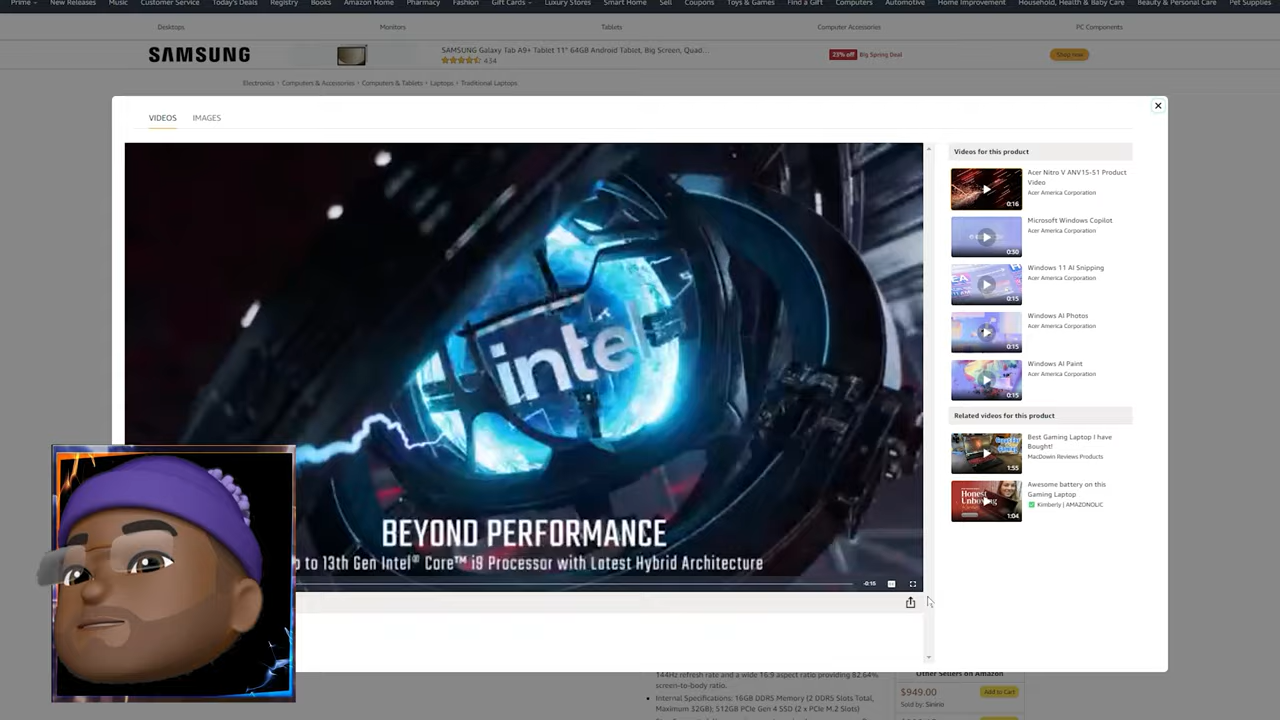 Prime
New Releases
Music
Customer Service
Today's Deals
Registry
Books
Amazon Home
Pharmacy
Fashion
Gift Cards
Luxury Stores
Smart Home
Sell
Coupons
Toys & Games
Find a Gift
Computers
Automotive
Home Improvement
Household, Health & Baby Care
Beauty & Personal Care
Pet Supplies
Desktops
Monitors
Tablets
Computer Accessories
PC Components
SAMSUNG
SAMSUNG Galaxy Tab A9+ Tablet 11" 64GB Android Tablet, Big Screen, Quad...
434
23% off
Big Spring Deal
Shop now
Electronics › Computers & Accessories › Computers & Tablets › Laptops › Traditional Laptops
VIDEOS
IMAGES
intel
BEYOND PERFORMANCE
p to 13th Gen Intel® Core™ i9 Processor with Latest Hybrid Architecture
-0:15
Videos for this product
Acer Nitro V ANV15-51 Product
Video
Acer America Corporation
0:16
Microsoft Windows Copilot
Acer America Corporation
0:30
Windows 11 AI Snipping
Acer America Corporation
0:15
Windows AI Photos
Acer America Corporation
0:15
Windows AI Paint
Acer America Corporation
0:15
Related videos for this product
Best Gaming Laptop I have
Bought!
MacDowin Reviews Products
1:55
Awesome battery on this
Gaming Laptop
Kimberly | AMAZONOLIC
Honest
Unboxing
1:04
144Hz refresh rate and a wide 16:9 aspect ratio providing 82.64%
screen-to-body ratio.
Internal Specifications: 16GB DDR5 Memory (2 DDR5 Slots Total,
Maximum 32GB); 512GB PCIe Gen 4 SSD (2 x PCIe M.2 Slots)
Other Sellers on Amazon
$949.00
Add to Cart
Sold by: